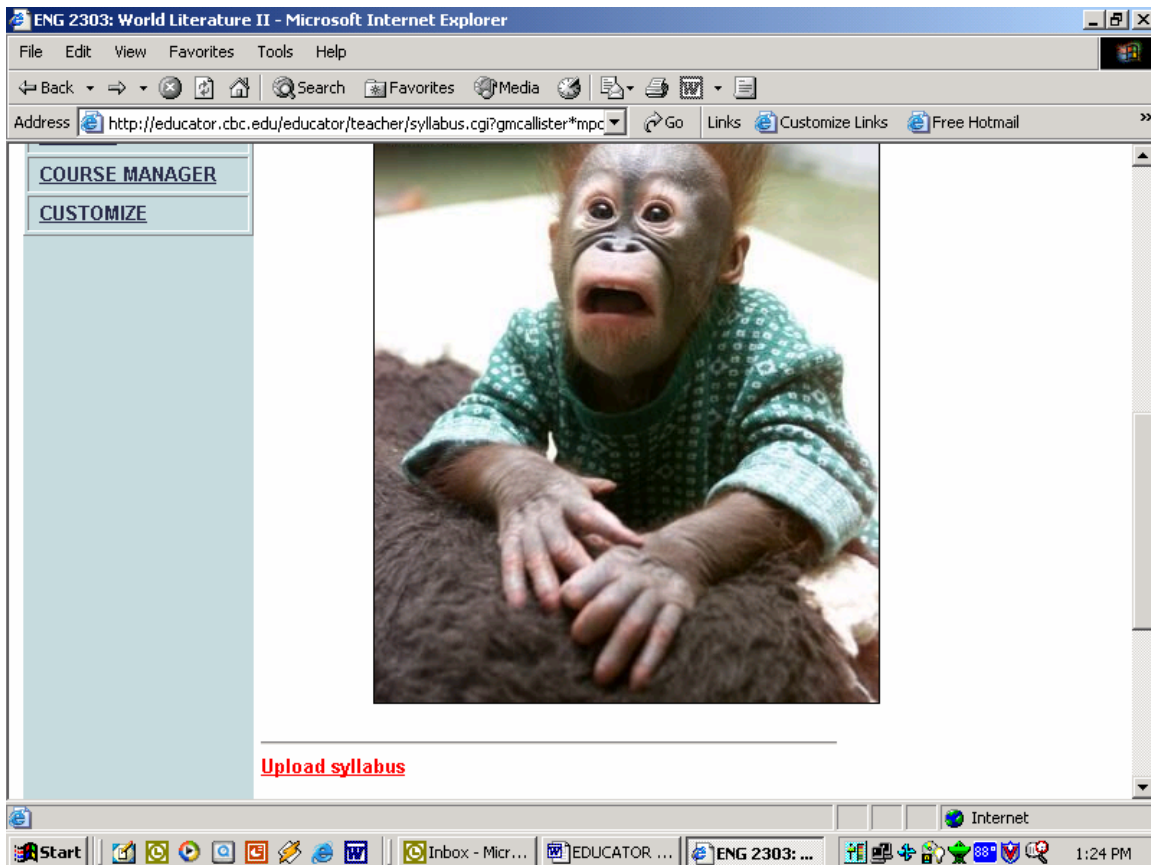 ENG 2303: World Literature II - Microsoft Internet Explorer
File Edit View Favorites Tools Help
Back Search Favorites Media
Address http://educator.cbc.edu/educator/teacher/syllabus.cgi?gmcallister*mpc Go Links Customize Links Free Hotmail »
COURSE MANAGER
CUSTOMIZE
Upload syllabus
Internet
Start Inbox - Micr... EDUCATOR ... ENG 2303: ... 88° 1:24 PM